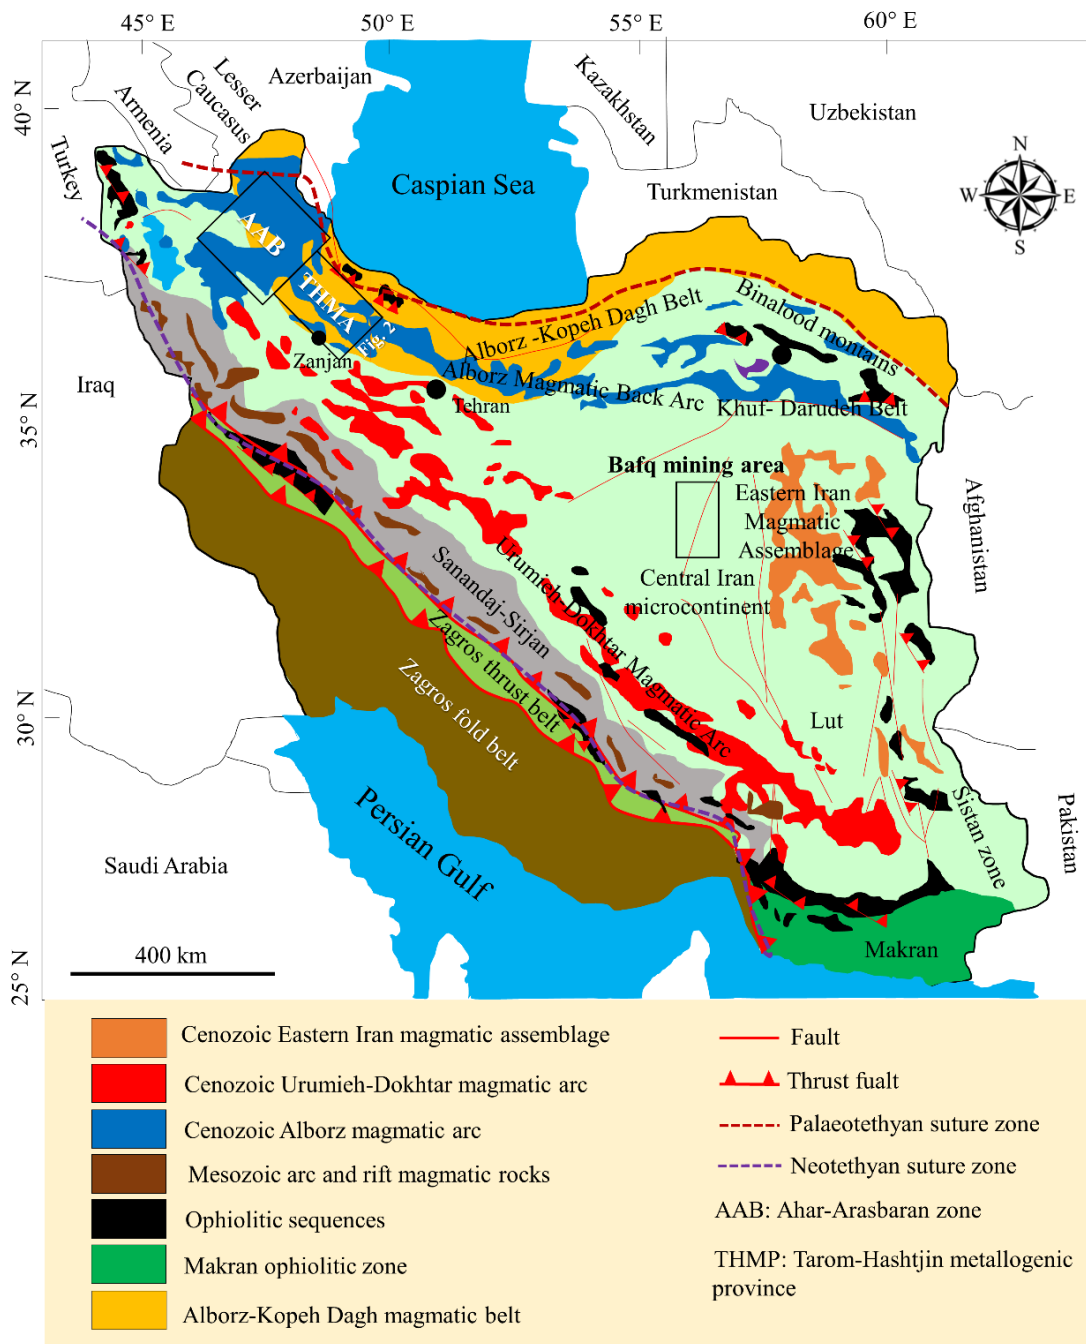 45° E
50° E
55° E
60° E
40° N
35° N
30° N
25° N
Turkey
Armenia
Lesser
Caucasus
Azerbaijan
Kazakhstan
Uzbekistan
Caspian Sea
Turkmenistan
N
W
E
S
AAB
THMA
Fig. 2
Zanjan
Tehran
Alborz -Kopeh Dagh Belt
Binalood montains
Alborz Magmatic Back Arc
Khuf- Darudeh Belt
Iraq
Bafq mining area
Eastern Iran
Magmatic
Assemblage
Afghanistan
Central Iran
microcontinent
Sanandaj-Sirjan
Urumieh-Dokhtar Magmatic Arc
Zagros thrust belt
Zagros fold belt
Lut
Sistan zone
Pakistan
Persian Gulf
Saudi Arabia
Makran
400 km
Cenozoic Eastern Iran magmatic assemblage
Cenozoic Urumieh-Dokhtar magmatic arc
Cenozoic Alborz magmatic arc
Mesozoic arc and rift magmatic rocks
Ophiolitic sequences
Makran ophiolitic zone
Alborz-Kopeh Dagh magmatic belt
Fault
Thrust fualt
Palaeotethyan suture zone
Neotethyan suture zone
AAB: Ahar-Arasbaran zone
THMP: Tarom-Hashtjin metallogenic
province